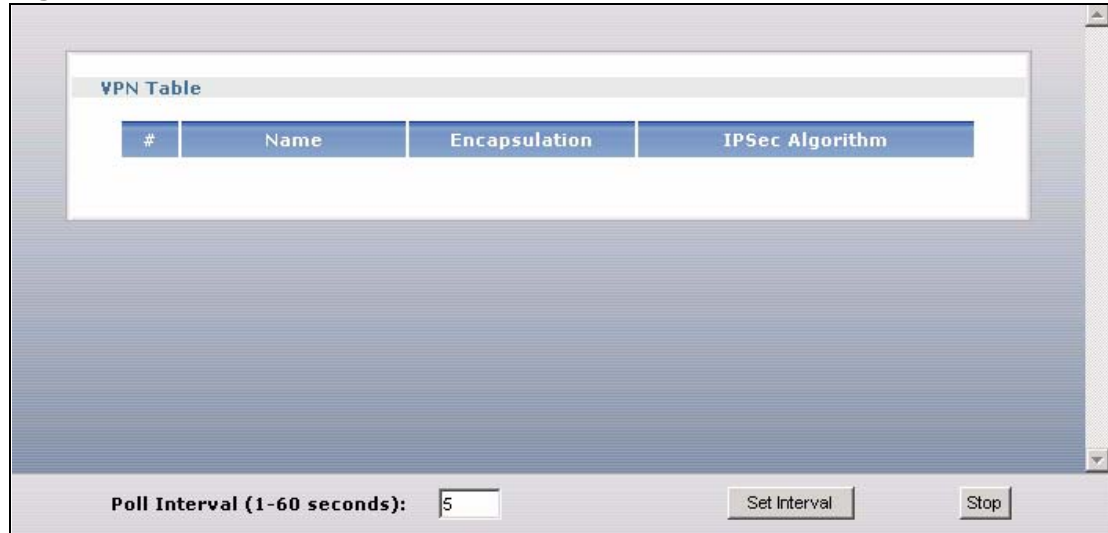 VPN Table
# Name Encapsulation IPSec Algorithm
Poll Interval (1-60 seconds): 5 Set Interval Stop